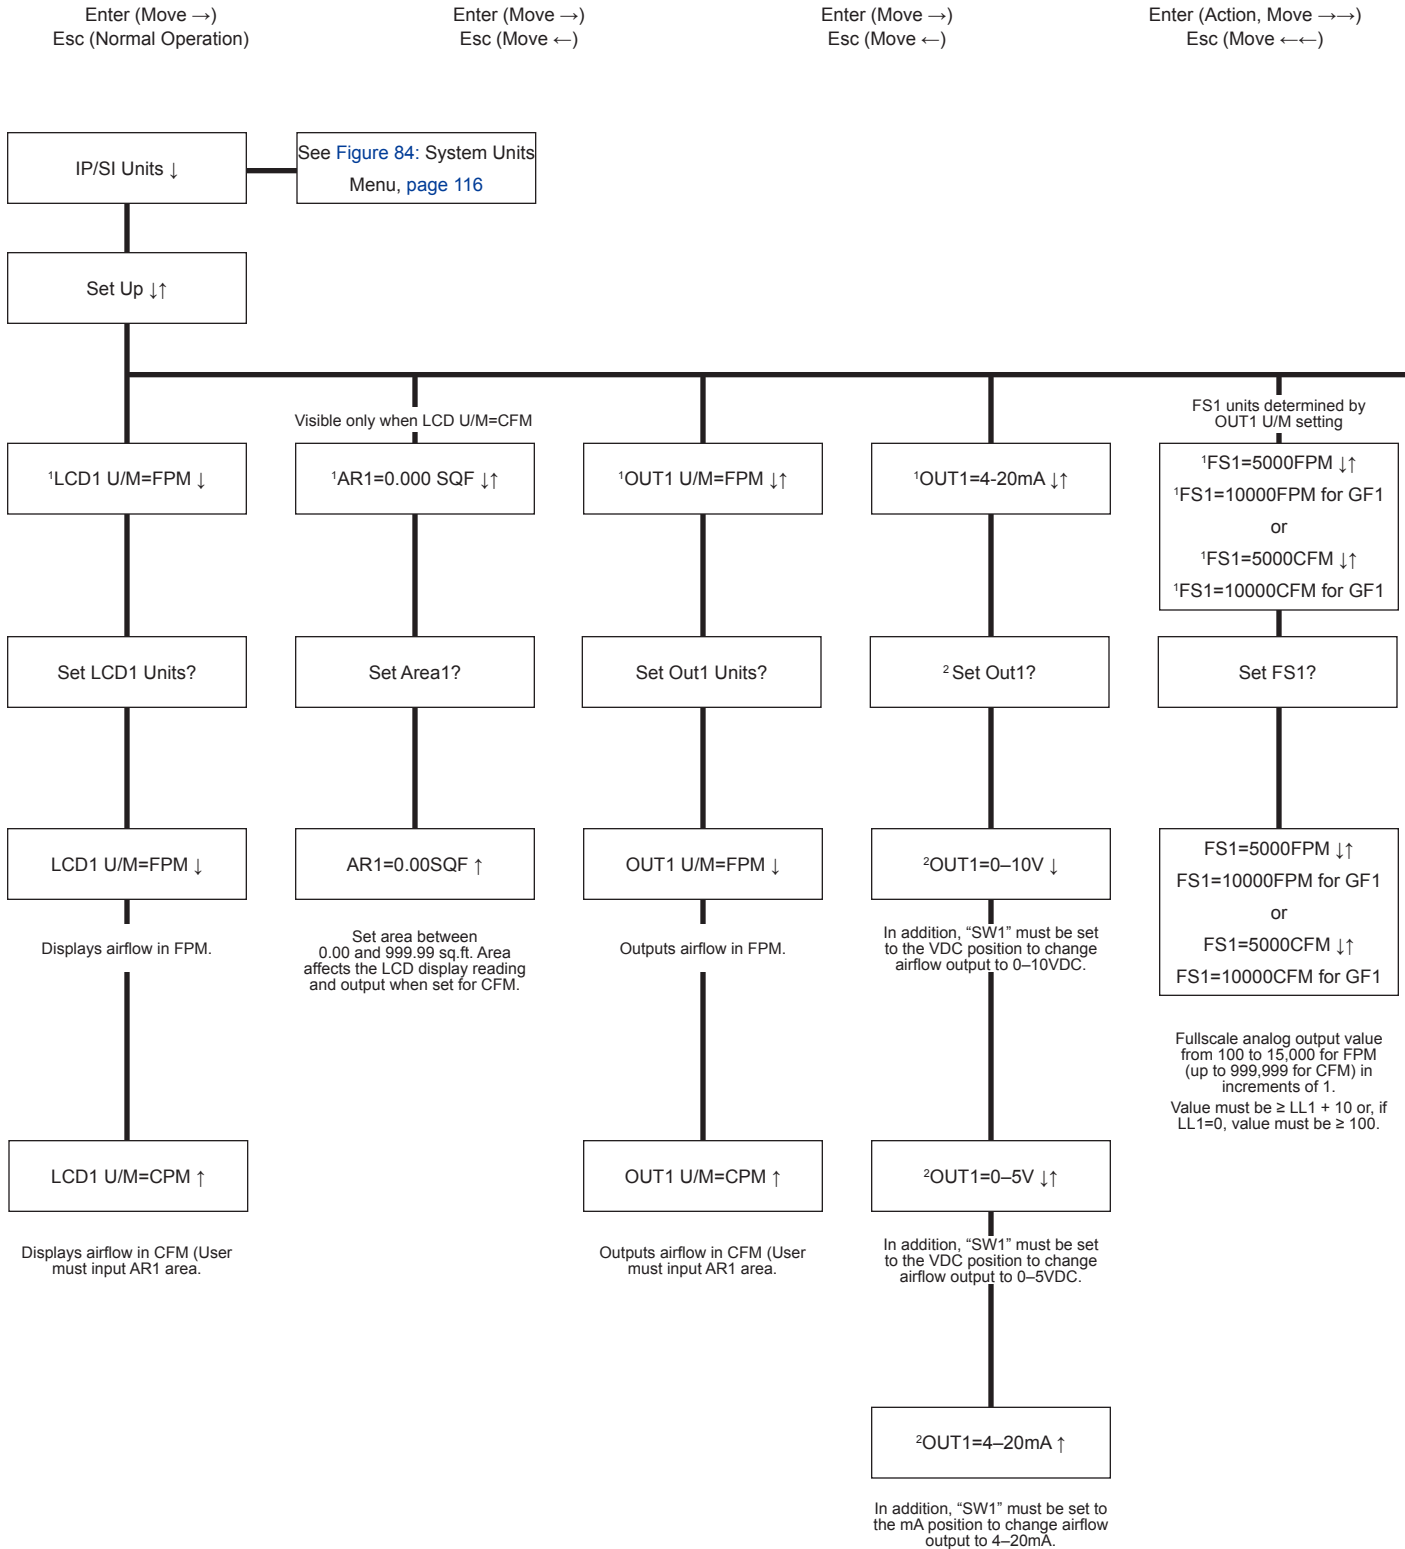 Enter (Move →)
Esc (Normal Operation)
Enter (Move →)
Esc (Move ←)
Enter (Move →)
Esc (Move ←)
Enter (Action, Move →→)
Esc (Move ←←)
IP/SI Units ↓
See Figure 84: System Units
Menu, page 116
Set Up ↓↑
Visible only when LCD U/M=CFM
FS1 units determined by
OUT1 U/M setting
¹LCD1 U/M=FPM ↓
¹AR1=0.000 SQF ↓↑
¹OUT1 U/M=FPM ↓↑
¹OUT1=4-20mA ↓↑
¹FS1=5000FPM ↓↑
¹FS1=10000FPM for GF1
or
¹FS1=5000CFM ↓↑
¹FS1=10000CFM for GF1
Set LCD1 Units?
Set Area1?
Set Out1 Units?
² Set Out1?
Set FS1?
LCD1 U/M=FPM ↓
AR1=0.00SQF ↑
OUT1 U/M=FPM ↓
²OUT1=0–10V ↓
FS1=5000FPM ↓↑
FS1=10000FPM for GF1
or
FS1=5000CFM ↓↑
FS1=10000CFM for GF1
Displays airflow in FPM.
Set area between
0.00 and 999.99 sq.ft. Area
affects the LCD display reading
and output when set for CFM.
Outputs airflow in FPM.
In addition, “SW1” must be set
to the VDC position to change
airflow output to 0–10VDC.
Fullscale analog output value
from 100 to 15,000 for FPM
(up to 999,999 for CFM) in
increments of 1.
Value must be ≥ LL1 + 10 or, if
LL1=0, value must be ≥ 100.
LCD1 U/M=CPM ↑
OUT1 U/M=CPM ↑
²OUT1=0–5V ↓↑
Displays airflow in CFM (User
must input AR1 area.
Outputs airflow in CFM (User
must input AR1 area.
In addition, “SW1” must be set
to the VDC position to change
airflow output to 0–5VDC.
²OUT1=4–20mA ↑
In addition, “SW1” must be set to
the mA position to change airflow
output to 4–20mA.